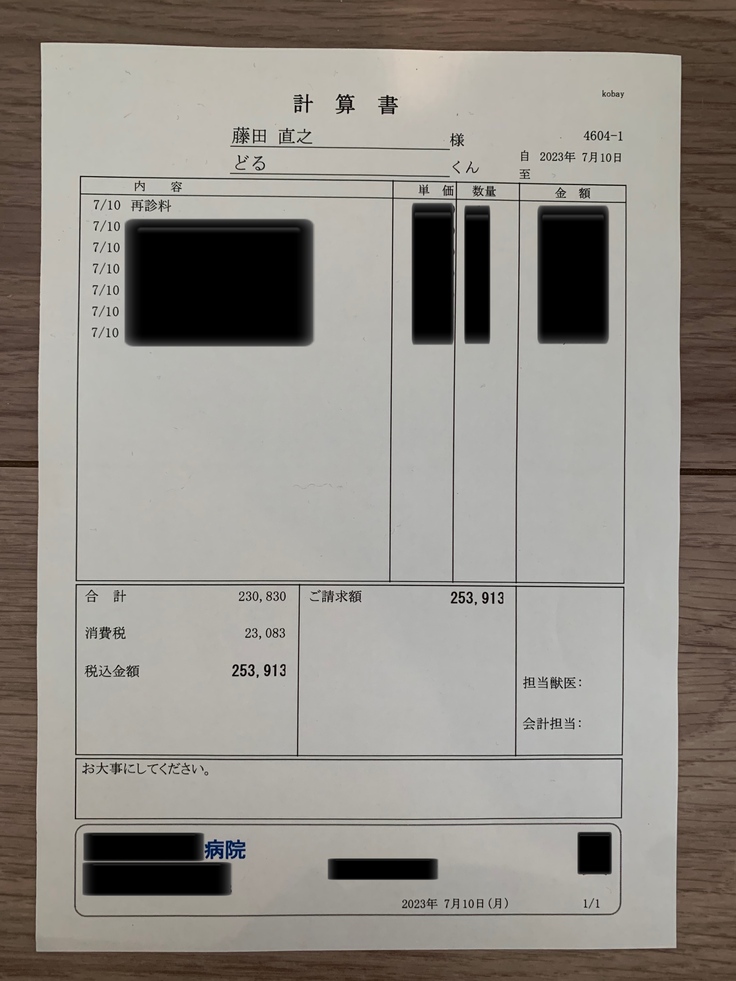 kobay
計算書
藤田 直之 様
4604-1
どる くん
自 2023年 7月10日
至
内 容 単 価 数量 金 額
7/10 再診料
7/10
7/10
7/10
7/10
7/10
7/10
合 計 230,830 ご請求額 253,913
消費税 23,083
税込金額 253,913
担当獣医:
会計担当:
お大事にしてください。
病院
2023年 7月10日(月) 1/1